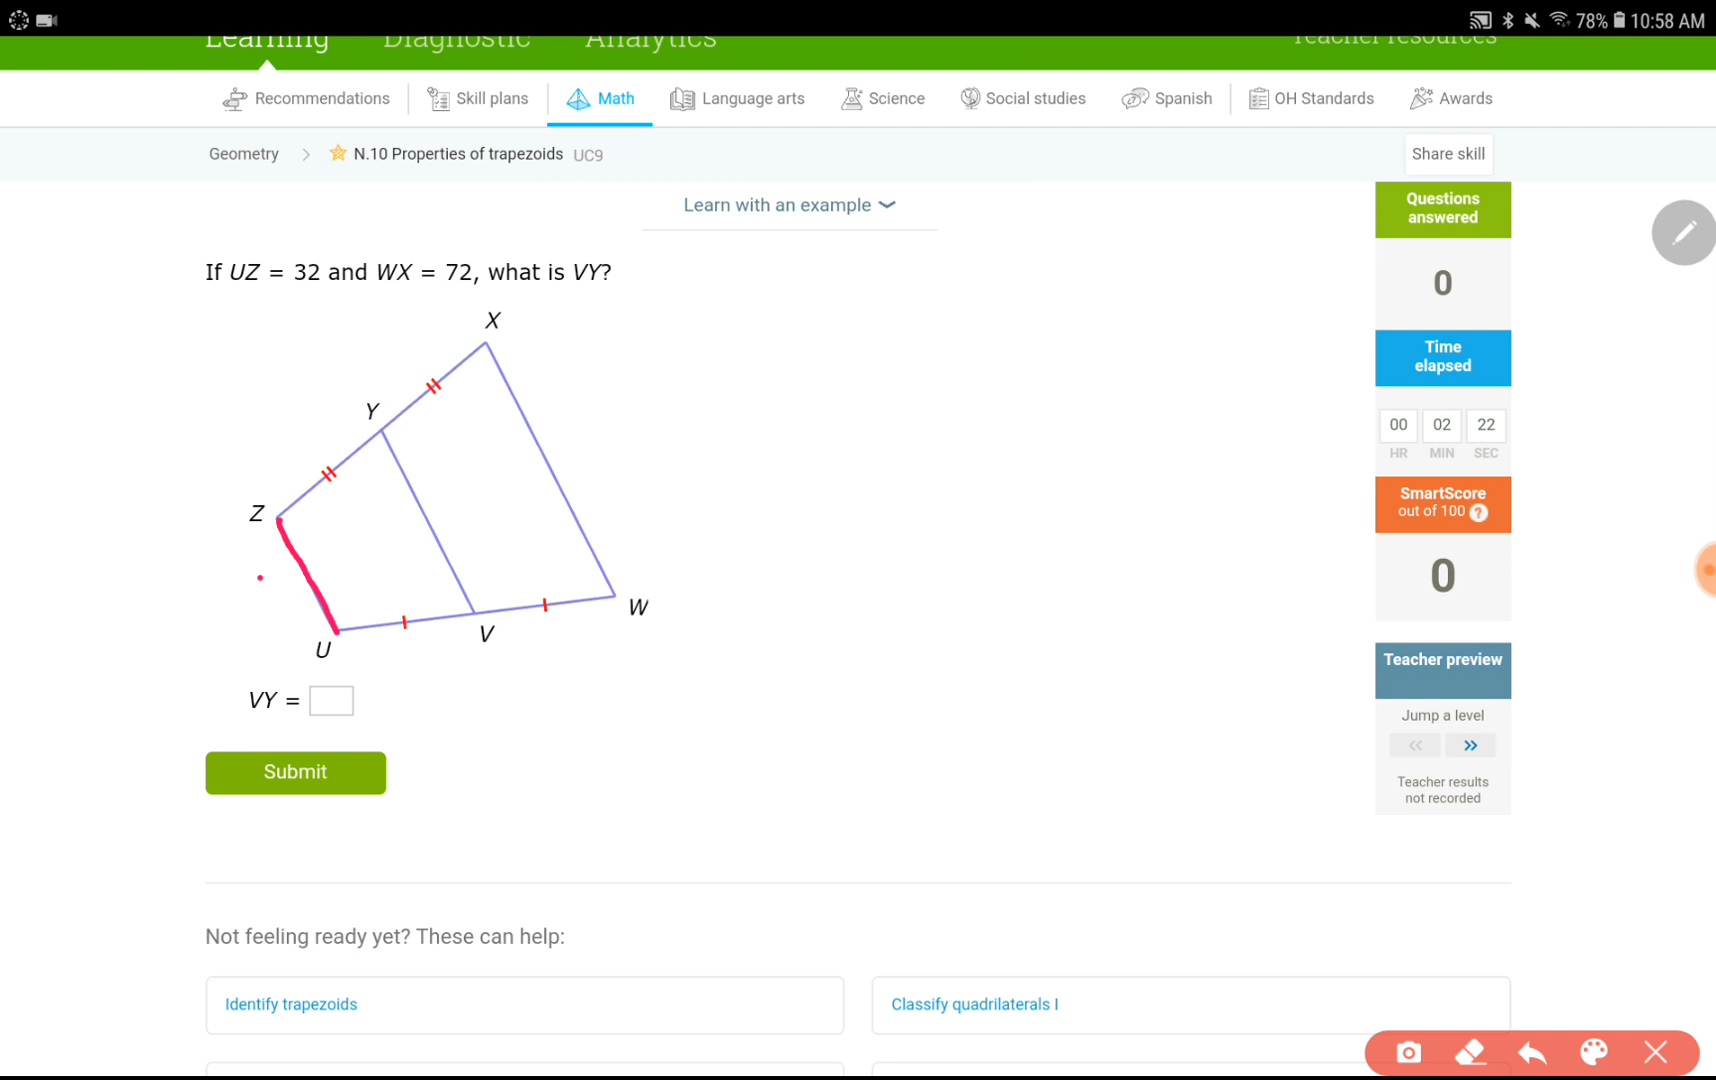 78% 10:58 AM
Learning Diagnostic Analytics Teacher resources
Recommendations Skill plans Math Language arts Science Social studies Spanish OH Standards Awards
Geometry > N.10 Properties of trapezoids UC9
Share skill
Learn with an example
If UZ = 32 and WX = 72, what is VY?
X
Y
Z
W
V
U
VY =
Submit
Questions
answered
0
Time
elapsed
00 02 22
HR MIN SEC
SmartScore
out of 100 ?
0
Teacher preview
Jump a level
Teacher results
not recorded
Not feeling ready yet? These can help:
Identify trapezoids
Classify quadrilaterals I